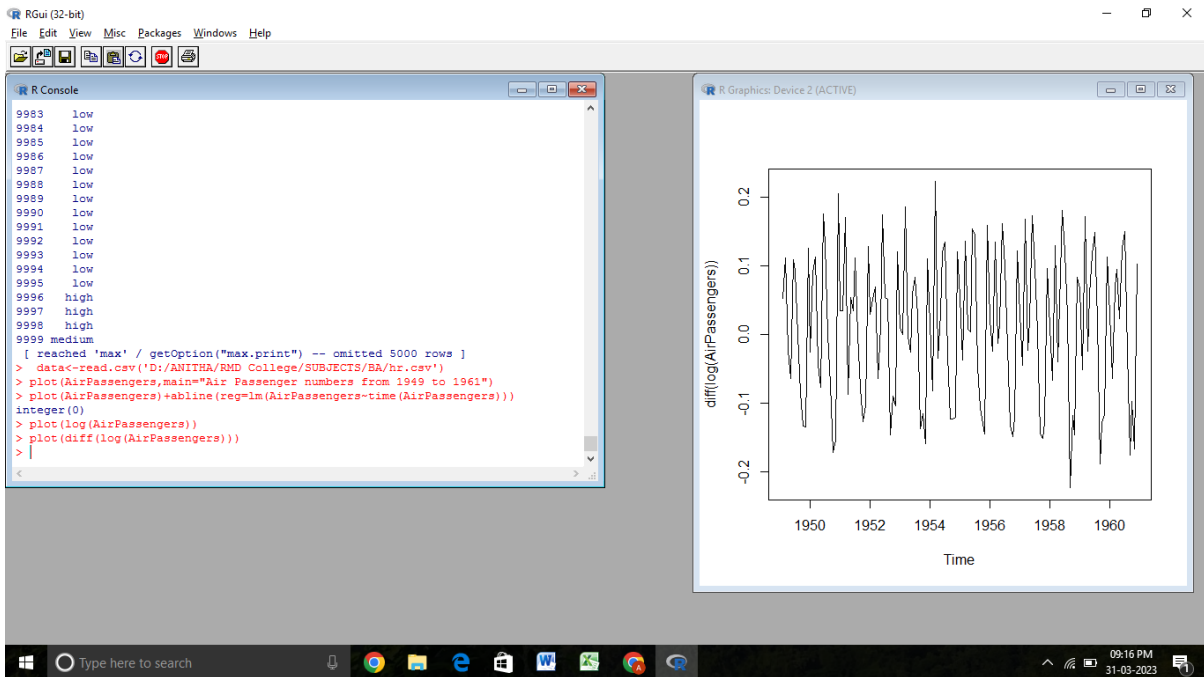 RGui (32-bit)
File Edit View Misc Packages Windows Help
STOP
R Console
9983 low
9984 low
9985 low
9986 low
9987 low
9988 low
9989 low
9990 low
9991 low
9992 low
9993 low
9994 low
9995 low
9996 high
9997 high
9998 high
9999 medium
[ reached 'max' / getOption("max.print") -- omitted 5000 rows ]
> data<-read.csv('D:/ANITHA/RMD College/SUBJECTS/BA/hr.csv')
> plot(AirPassengers,main="Air Passenger numbers from 1949 to 1961")
> plot(AirPassengers)+abline(reg=lm(AirPassengers~time(AirPassengers)))
integer(0)
> plot(log(AirPassengers))
> plot(diff(log(AirPassengers)))
>
R Graphics: Device 2 (ACTIVE)
diff(log(AirPassengers))
0.2
0.1
0.0
-0.1
-0.2
1950 1952 1954 1956 1958 1960
Time
Type here to search
09:16 PM
31-03-2023